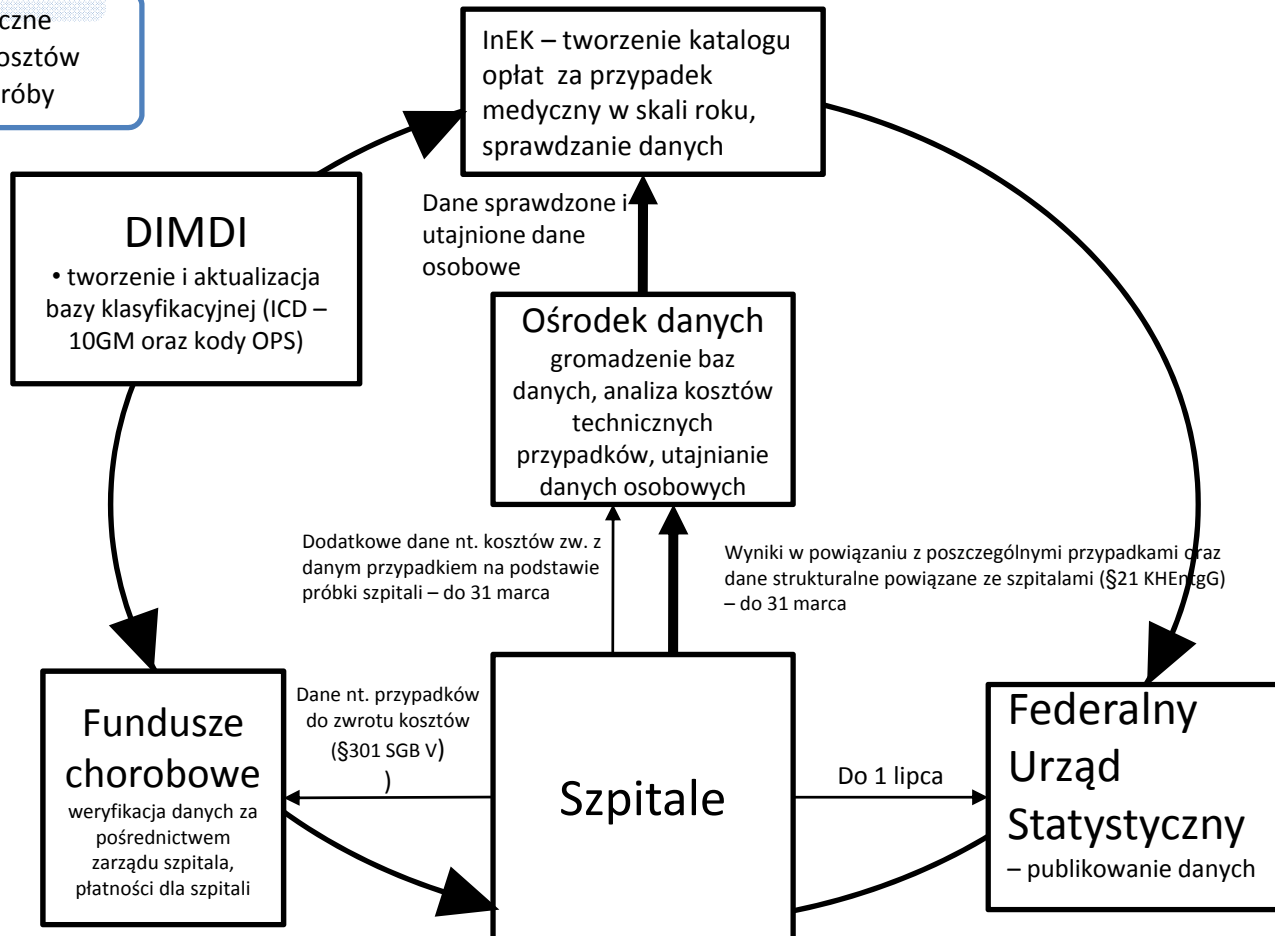 czne
osztów
róby
InEK – tworzenie katalogu
opłat za przypadek
medyczny w skali roku,
sprawdzanie danych
DIMDI
• tworzenie i aktualizacja
bazy klasyfikacyjnej (ICD –
10GM oraz kody OPS)
Dane sprawdzone i
utajnione dane
osobowe
Ośrodek danych
gromadzenie baz
danych, analiza kosztów
technicznych
przypadków, utajnianie
danych osobowych
Dodatkowe dane nt. kosztów zw. z
danym przypadkiem na podstawie
próbki szpitali – do 31 marca
Wyniki w powiązaniu z poszczególnymi przypadkami oraz
dane strukturalne powiązane ze szpitalami (§21 KHEntgG)
– do 31 marca
Fundusze
chorobowe
weryfikacja danych za
pośrednictwem
zarządu szpitala,
płatności dla szpitali
Dane nt. przypadków
do zwrotu kosztów
(§301 SGB V)
)
Szpitale
Do 1 lipca
Federalny
Urząd
Statystyczny
– publikowanie danych